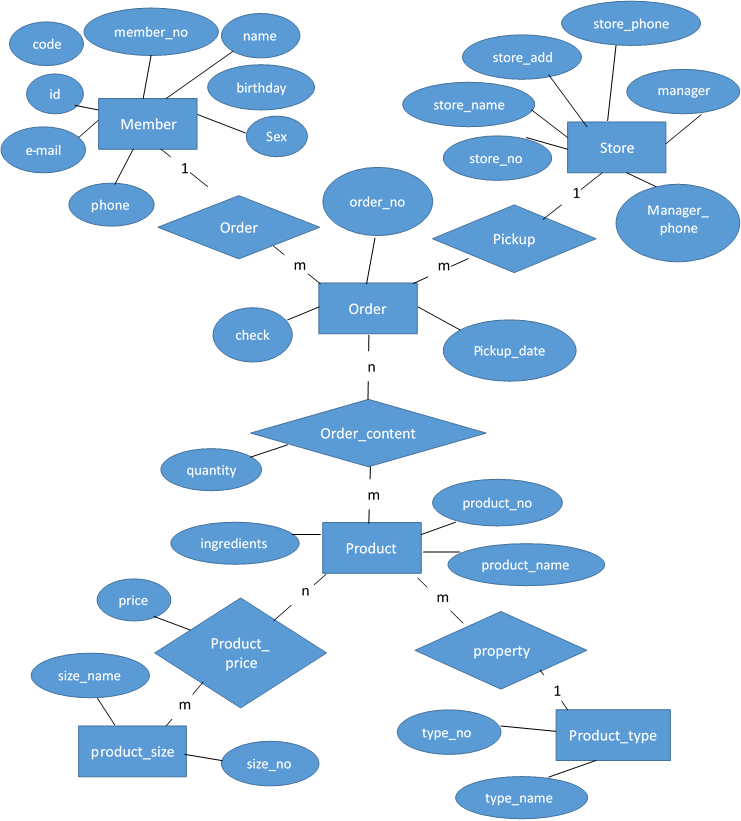 member_no
store_phone
name
code
store_add
birthday
manager
id
store_name
Member
Sex
Store
e-mail
store_no
1
1
phone
order_no
Manager_
phone
Order
Pickup
m
m
Order
check
Pickup_date
n
Order_content
quantity
m
product_no
ingredients
Product
product_name
n
m
price
Product_
price
property
size_name
m
1
type_no
Product_type
product_size
size_no
type_name